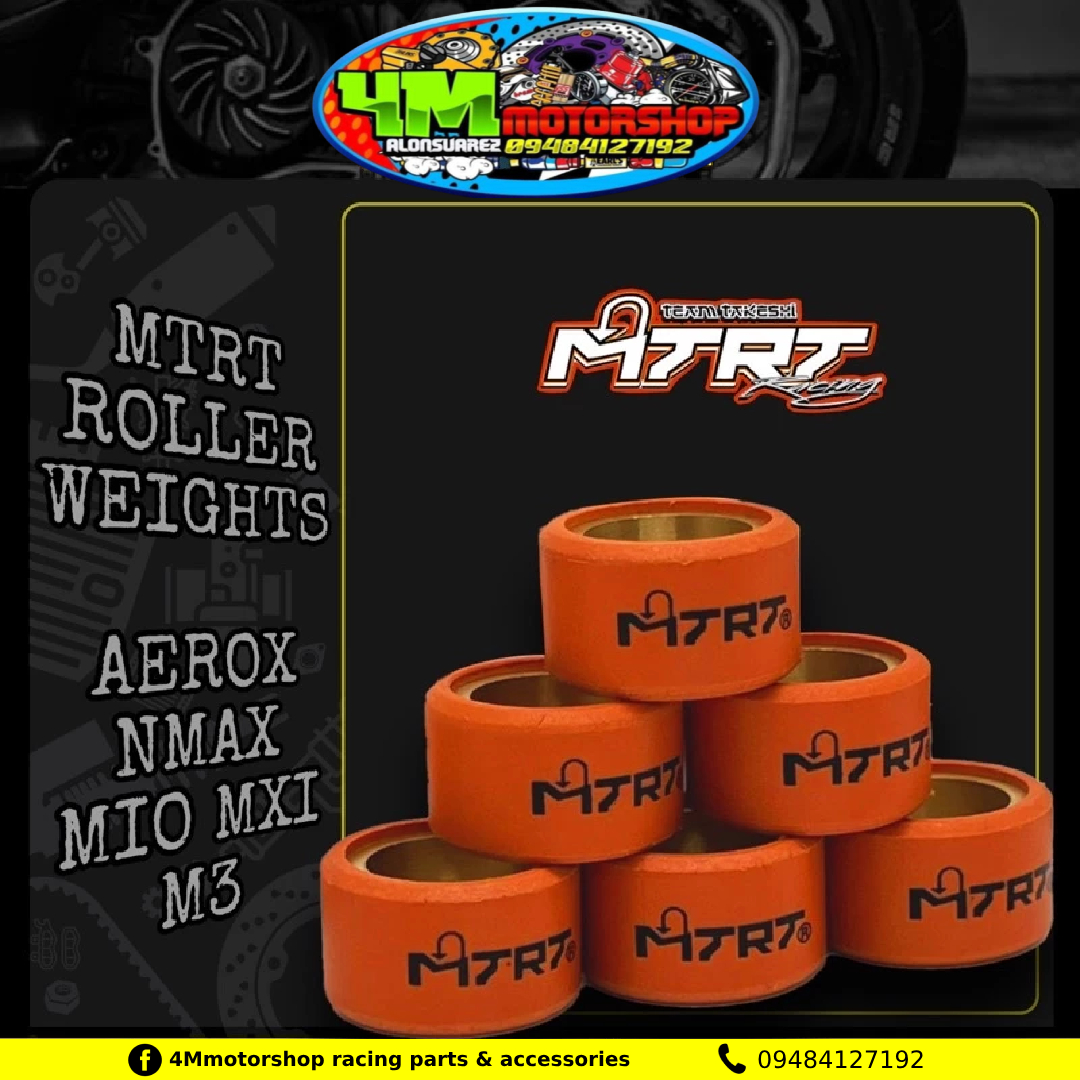 4M MOTORSHOP
ALONSUAREZ 09484127192
TEAM TAKESHI
MTRT
Racing
MTRT
ROLLER
WEIGHTS
AEROX
NMAX
MIO MXI
M3
MTRT®
MTRT
MTRT
MTRT®
MTRT®
MTRT
4Mmotorshop racing parts & accessories
09484127192